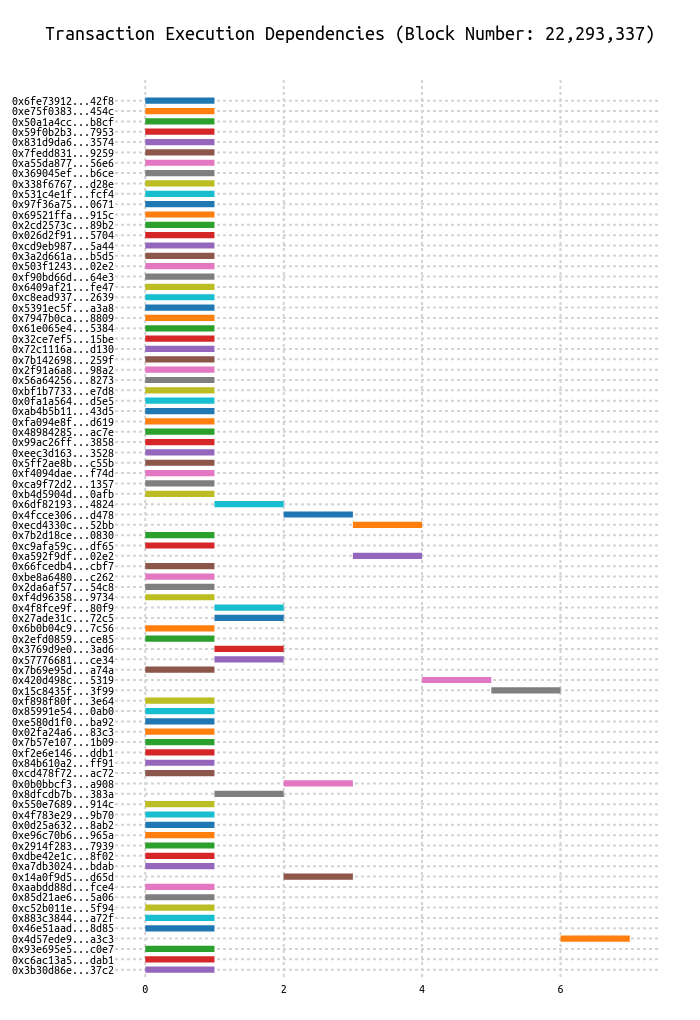 Transaction Execution Dependencies (Block Number: 22,293,337)
0x6fe73912...42f8
0xe75f0383...454c
0x50a1a4cc...b8cf
0x59f0b2b3...7953
0x831d9da6...3574
0x7fedd831...9259
0xa55da877...56e6
0x369045ef...b6ce
0x338f6767...d28e
0x531c4e1f...fcf4
0x97f36a75...0671
0x69521ffa...915c
0x2cd2573c...89b2
0x026d2f91...5704
0xcd9eb987...5a44
0x3a2d661a...b5d5
0x503f1243...02e2
0xf90bd66d...64e3
0x6409af21...fe47
0xc8ead937...2639
0x5391ec5f...a3a8
0x7947b0ca...8809
0x61e065e4...5384
0x32ce7ef5...15be
0x72c1116a...d130
0x7b142698...259f
0x2f91a6a8...98a2
0x56a64256...8273
0xbf1b7733...e7d8
0x0fa1a564...d5e5
0xab4b5b11...43d5
0xfa094e8f...d619
0x48984285...ac7e
0x99ac26ff...3858
0xeec3d163...3528
0x5ff2ae8b...c55b
0xf4094dae...f74d
0xca9f72d2...1357
0xb4d5904d...0afb
0x6df82193...4824
0x4fcce306...d478
0xecd4330c...52bb
0x7b2d18ce...0830
0xc9afa59c...df65
0xa592f9df...02e2
0x66fcedb4...cbf7
0xbe8a6480...c262
0x2da6af57...54c8
0xf4d96358...9734
0x4f8fce9f...80f9
0x27ade31c...72c5
0x6b0b04c9...7c56
0x2efd0859...ce85
0x3769d9e0...3ad6
0x57776681...ce34
0x7b69e95d...a74a
0x420d498c...5319
0x15c8435f...3f99
0xf898f80f...3e64
0x85991e54...0ab0
0xe580d1f0...ba92
0x02fa24a6...83c3
0x7b57e107...1b09
0xf2e6e146...ddb1
0x84b610a2...ff91
0xcd478f72...ac72
0x0b0bbcf3...a908
0x8dfcdb7b...383a
0x550e7689...914c
0x4f783e29...9b70
0x0d25a632...8ab2
0xe96c70b6...965a
0x2914f283...7939
0xdbe42e1c...8f02
0xa7db3024...bdab
0x14a0f9d5...d65d
0xaabdd88d...fce4
0x85d21ae6...5a06
0xc52b011e...5f94
0x883c3844...a72f
0x46e51aad...8d85
0x4d57ede9...a3c3
0x93e695e5...c0e7
0xc6ac13a5...dab1
0x3b30d86e...37c2
0 2 4 6